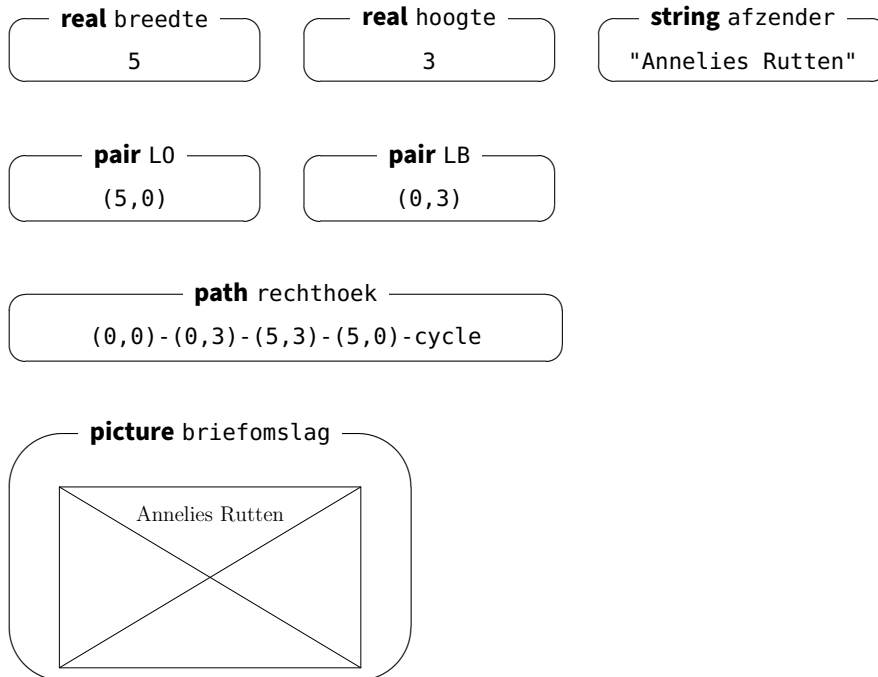 real breedte real hoogte string afzender
5 3 "Annelies Rutten"
pair LO pair LB
(5,0) (0,3)
path rechthoek
(0,0)-(0,3)-(5,3)-(5,0)-cycle
picture briefomslag
Annelies Rutten